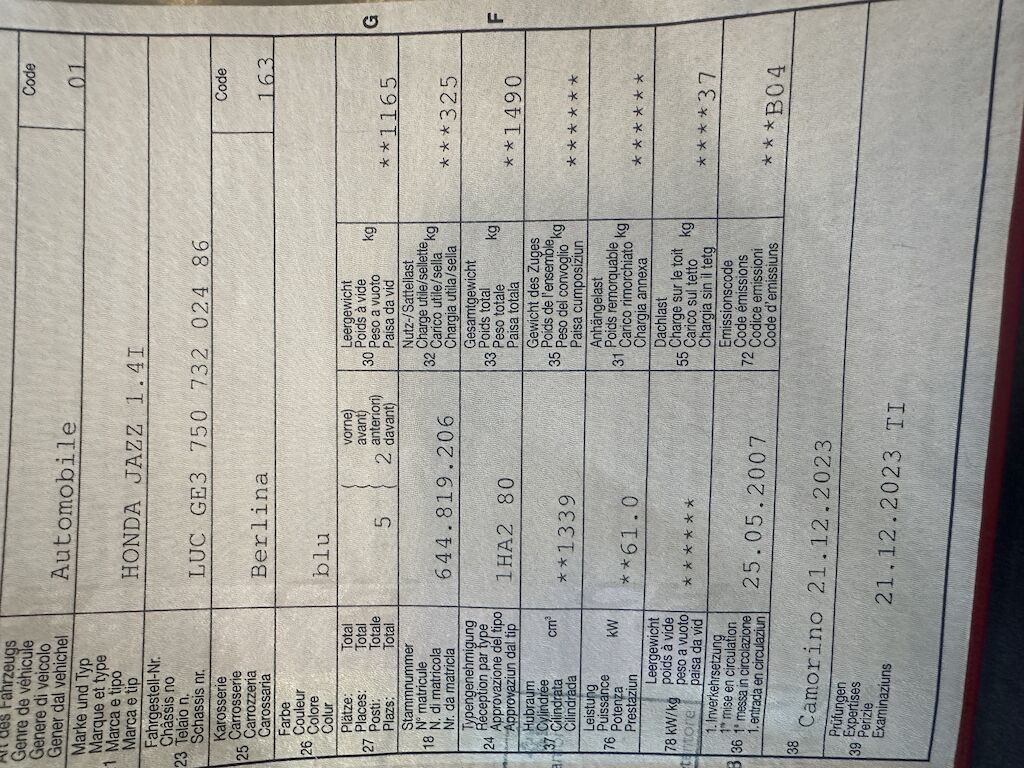 Art des Fahrzeugs
Genre de véhicule
Genere di veicolo
Gener dal vehichel
Automobile
Code
01
Marke und Typ
Marque et type
1 Marca e tipo
Marca e tip
HONDA JAZZ 1.4I
Fahrgestell-Nr.
Châssis no
23 Telaio n.
Schassis nr.
LUC GE3 750 732 024 86
Karosserie
Carrosserie
25 Carrozzeria
Carossaria
Berlina
Code
163
Farbe
Couleur
26 Colore
Colur
blu
Plätze: Total
Places: Total
27 Posti: Totale
Plazs: Total
5
vorne)
avant)
anteriori)
davant)
2
Leergewicht
Poids à vide
30 Peso a vuoto kg
Paisa da vid
**1165
G
Stammnummer
N° matricule
18 N. di matricola
Nr. da matricla
644.819.206
Nutz-/Sattellast
Charge utile/sellette
32 Carico utile/sella kg
Chargia utila/sella
***325
Typengenehmigung
Réception par type
24 Approvazione del tipo
Approvaziun dal tip
1HA2 80
Gesamtgewicht
Poids total
33 Peso totale kg
Paisa totala
**1490
F
Hubraum
Cylindrée
37 Cilindrata cm³
Cilindrada
**1339
Gewicht des Zuges
Poids de l'ensemble
35 Peso del convoglio kg
Paisa cumposiziun
******
Leistung
Puissance
76 Potenza kW
Prestaziun
**61.0
Anhängelast
Poids remorquable
31 Carico rimorchiato kg
Chargia annexa
******
Leergewicht
poids à vide
78 kW/kg peso a vuoto
paisa da vid
******
Dachlast
Charge sur le toit
55 Carico sul tetto kg
Chargia sin il tetg
*****37
1. Inverkehrsetzung
1re mise en circulation
B 36 1a messa in circolazione
1. entrada en circulaziun
25.05.2007
Emissionscode
Code émissions
72 Codice emissioni
Code d'emissiuns
***B04
38
Camorino 21.12.2023
Prüfungen
Expertises
39 Perizie
Examinaziuns
21.12.2023 TI